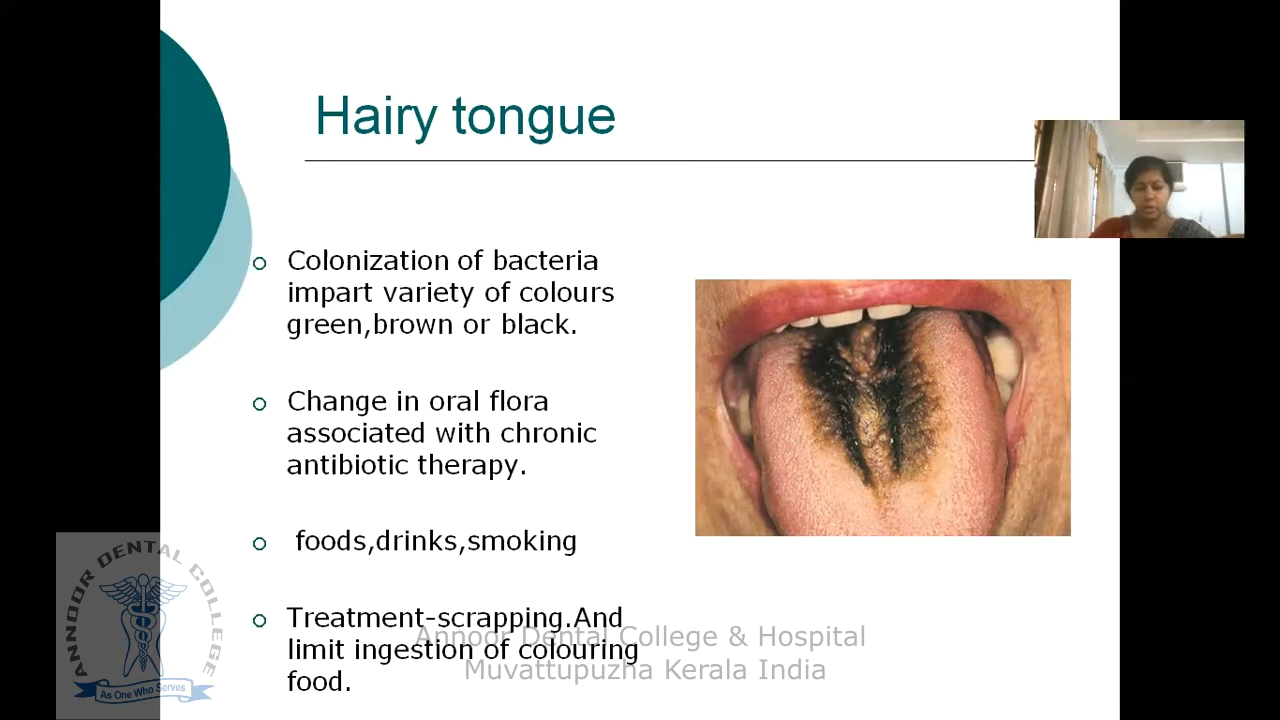 Hairy tongue
Colonization of bacteria
impart variety of colours
green,brown or black.
Change in oral flora
associated with chronic
antibiotic therapy.
foods,drinks,smoking
Treatment-scrapping.And
limit ingestion of colouring
food.
Annoor Dental College & Hospital
Muvattupuzha Kerala India
ANNOOR DENTAL COLLEGE
As One Who Serves